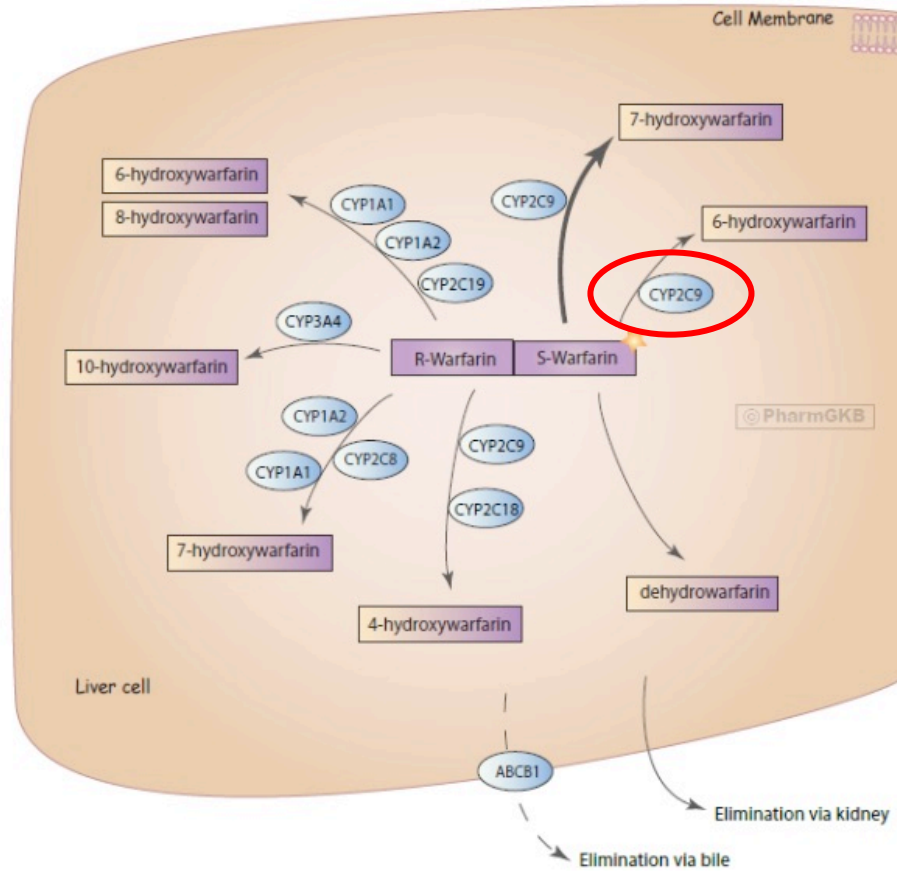 Cell Membrane
7-hydroxywarfarin
6-hydroxywarfarin
8-hydroxywarfarin
CYP1A1
CYP1A2
CYP2C19
CYP2C9
6-hydroxywarfarin
CYP2C9
CYP3A4
10-hydroxywarfarin
R-Warfarin
S-Warfarin
CYP1A2
CYP1A1
CYP2C8
CYP2C9
CYP2C18
©PharmGKB
7-hydroxywarfarin
4-hydroxywarfarin
dehydrowarfarin
Liver cell
ABCB1
Elimination via kidney
Elimination via bile